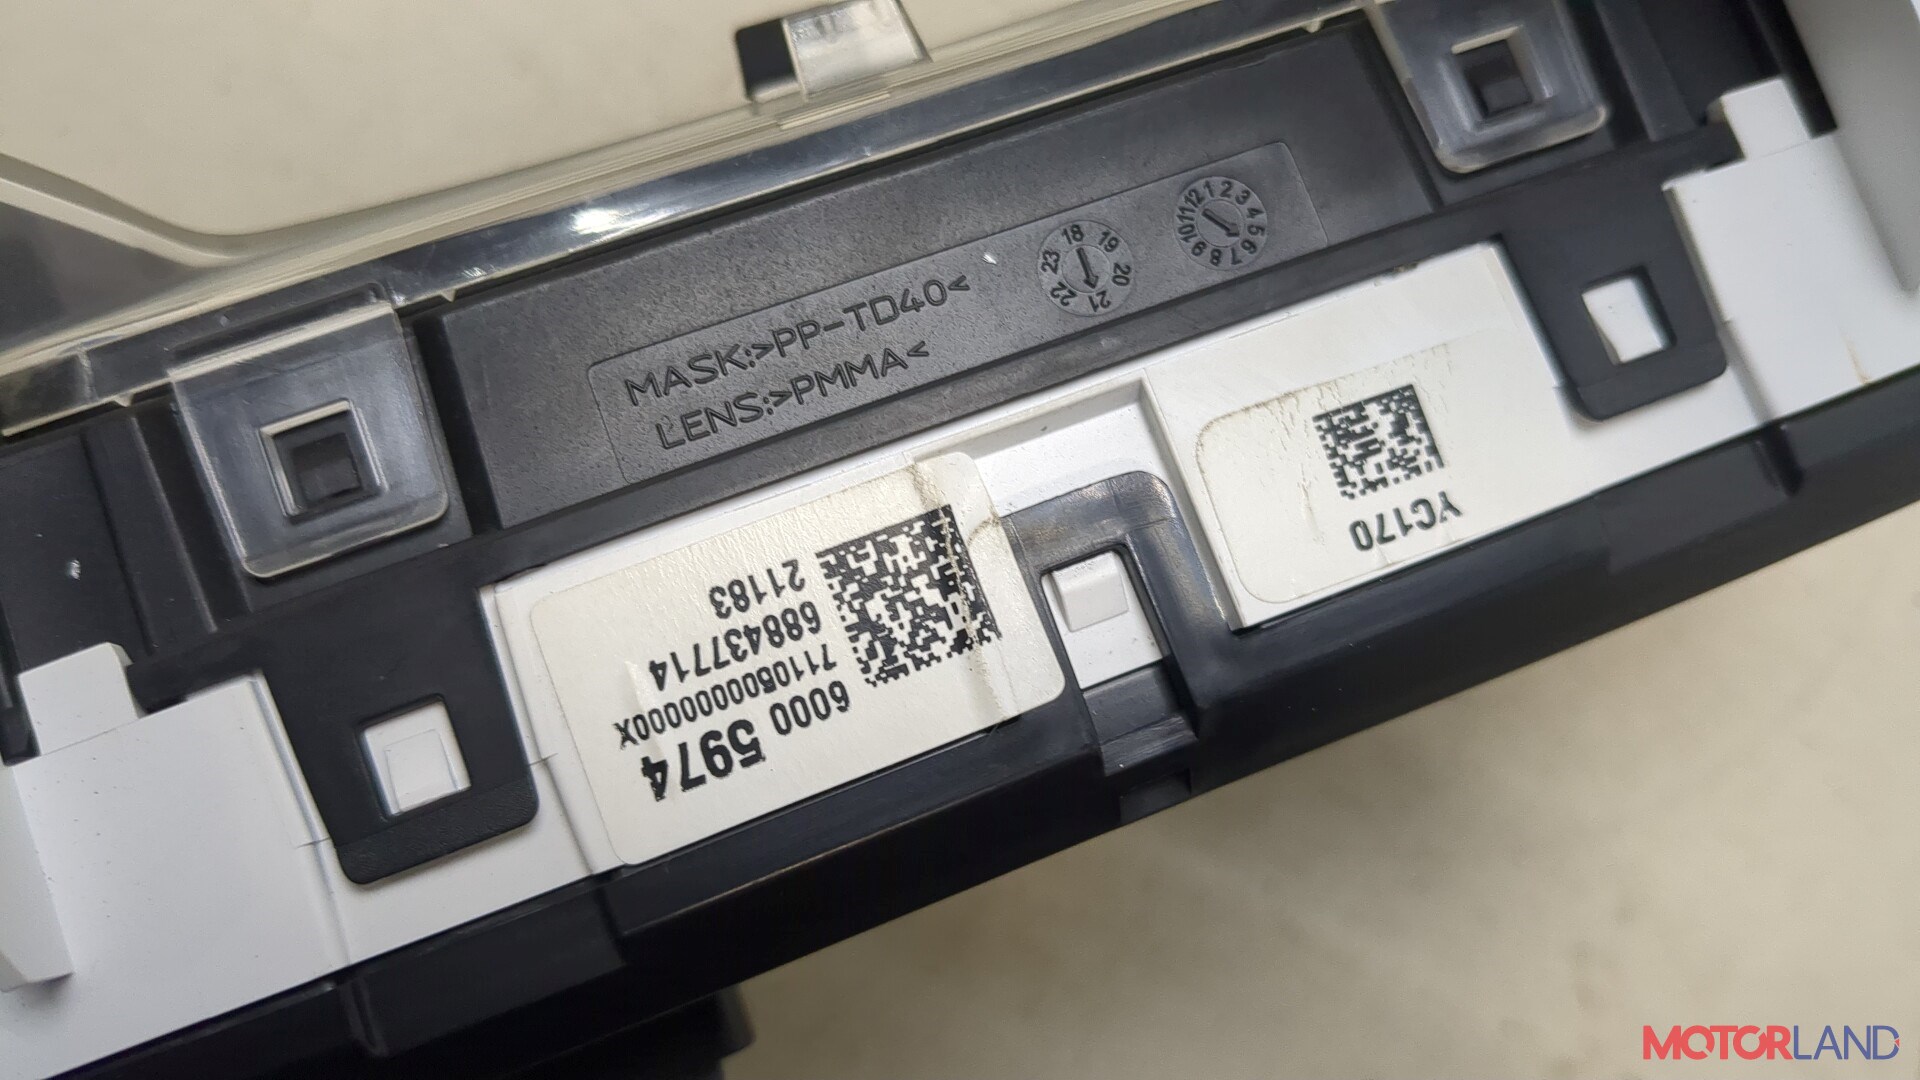 MASK:>PP-TD40<
LENS:>PMMA<
18 19 20 21 22 23
1 2 3 4 5 6 7 8 9 10 11 12
6000 5974
71105000000000X
688437714
21183
YC170
MOTORLAND